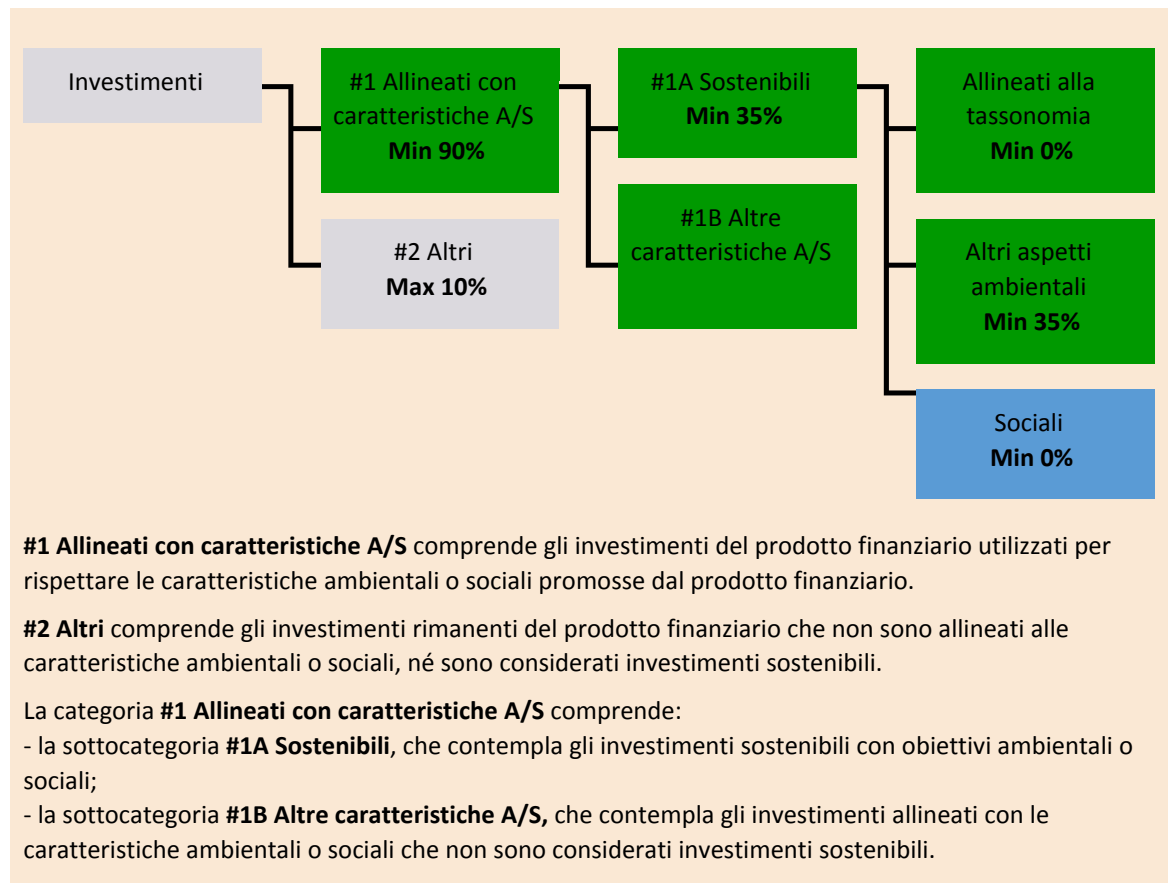 Investimenti
#1 Allineati con
caratteristiche A/S
Min 90%
#2 Altri
Max 10%
#1A Sostenibili
Min 35%
#1B Altre
caratteristiche A/S
Allineati alla
tassonomia
Min 0%
Altri aspetti
ambientali
Min 35%
Sociali
Min 0%
#1 Allineati con caratteristiche A/S comprende gli investimenti del prodotto finanziario utilizzati per
rispettare le caratteristiche ambientali o sociali promosse dal prodotto finanziario.
#2 Altri comprende gli investimenti rimanenti del prodotto finanziario che non sono allineati alle
caratteristiche ambientali o sociali, né sono considerati investimenti sostenibili.
La categoria #1 Allineati con caratteristiche A/S comprende:
- la sottocategoria #1A Sostenibili, che contempla gli investimenti sostenibili con obiettivi ambientali o
sociali;
- la sottocategoria #1B Altre caratteristiche A/S, che contempla gli investimenti allineati con le
caratteristiche ambientali o sociali che non sono considerati investimenti sostenibili.